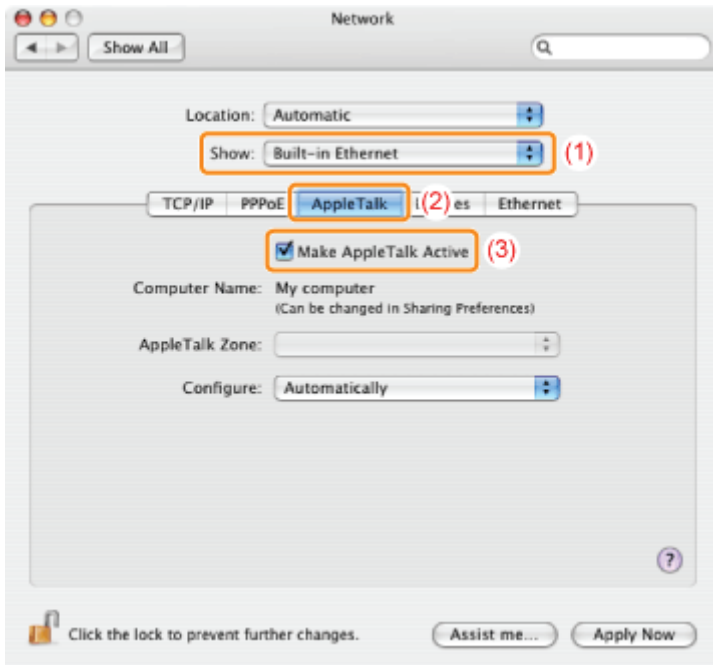 Network
Show All
Location: Automatic
Show: Built-in Ethernet (1)
TCP/IP PPPoE AppleTalk (2) es Ethernet
Make AppleTalk Active (3)
Computer Name: My computer
(Can be changed in Sharing Preferences)
AppleTalk Zone:
Configure: Automatically
?
Click the lock to prevent further changes. Assist me... Apply Now